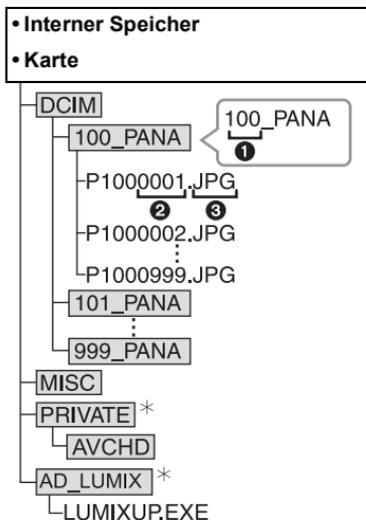 • Interner Speicher
• Karte
DCIM
100_PANA
100_PANA
❶
P1000001.JPG
❷ ❸
P1000002.JPG
P1000999.JPG
101_PANA
999_PANA
MISC
PRIVATE *
AVCHD
AD_LUMIX *
LUMIXUP.EXE